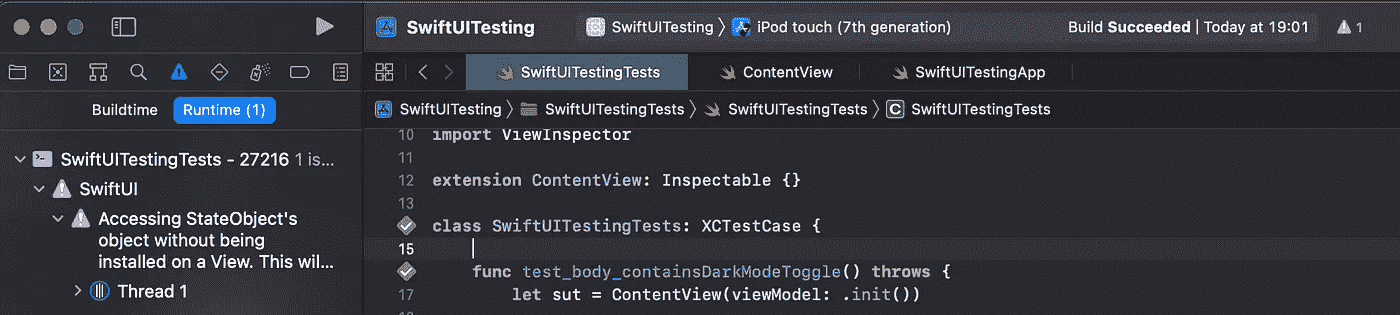 SwiftUITesting
SwiftUITesting 〉 iPod touch (7th generation)
Build Succeeded | Today at 19:01
1
SwiftUITestingTests
ContentView
SwiftUITestingApp
Buildtime
Runtime (1)
SwiftUITesting 〉 SwiftUITestingTests 〉 SwiftUITestingTests 〉 C SwiftUITestingTests
SwiftUITestingTests - 27216 1 is...
SwiftUI
Accessing StateObject's
object without being
installed on a View. This wil...
Thread 1
10 import ViewInspector
11
12 extension ContentView: Inspectable {}
13
class SwiftUITestingTests: XCTestCase {
15
func test_body_containsDarkModeToggle() throws {
17 let sut = ContentView(viewModel: .init())